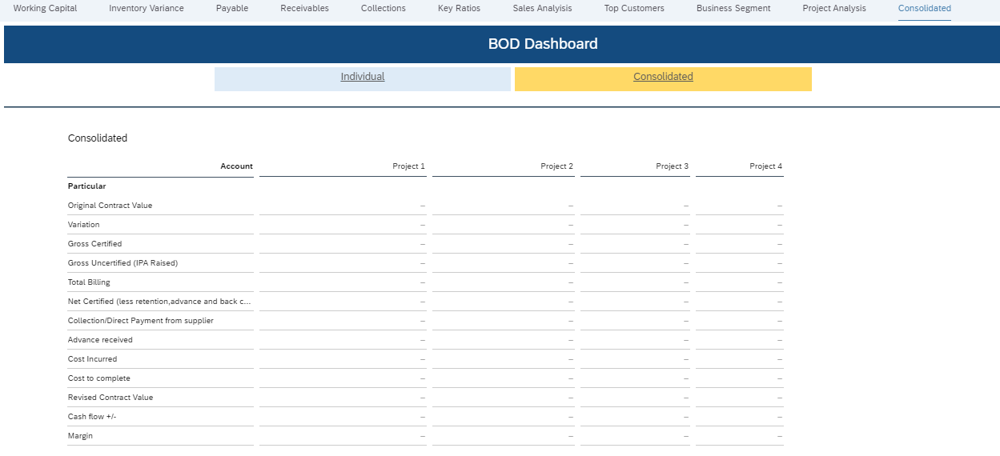 Working Capital Inventory Variance Payable Receivables Collections Key Ratios Sales Analyisis Top Customers Business Segment Project Analysis Consolidated
BOD Dashboard
Individual Consolidated
Consolidated
Account Project 1 Project 2 Project 3 Project 4
Particular
Original Contract Value – – – –
Variation – – – –
Gross Certified – – – –
Gross Uncertified (IPA Raised) – – – –
Total Billing – – – –
Net Certified (less retention,advance and back c... – – – –
Collection/Direct Payment from supplier – – – –
Advance received – – – –
Cost Incurred – – – –
Cost to complete – – – –
Revised Contract Value – – – –
Cash flow +/- – – – –
Margin – – – –